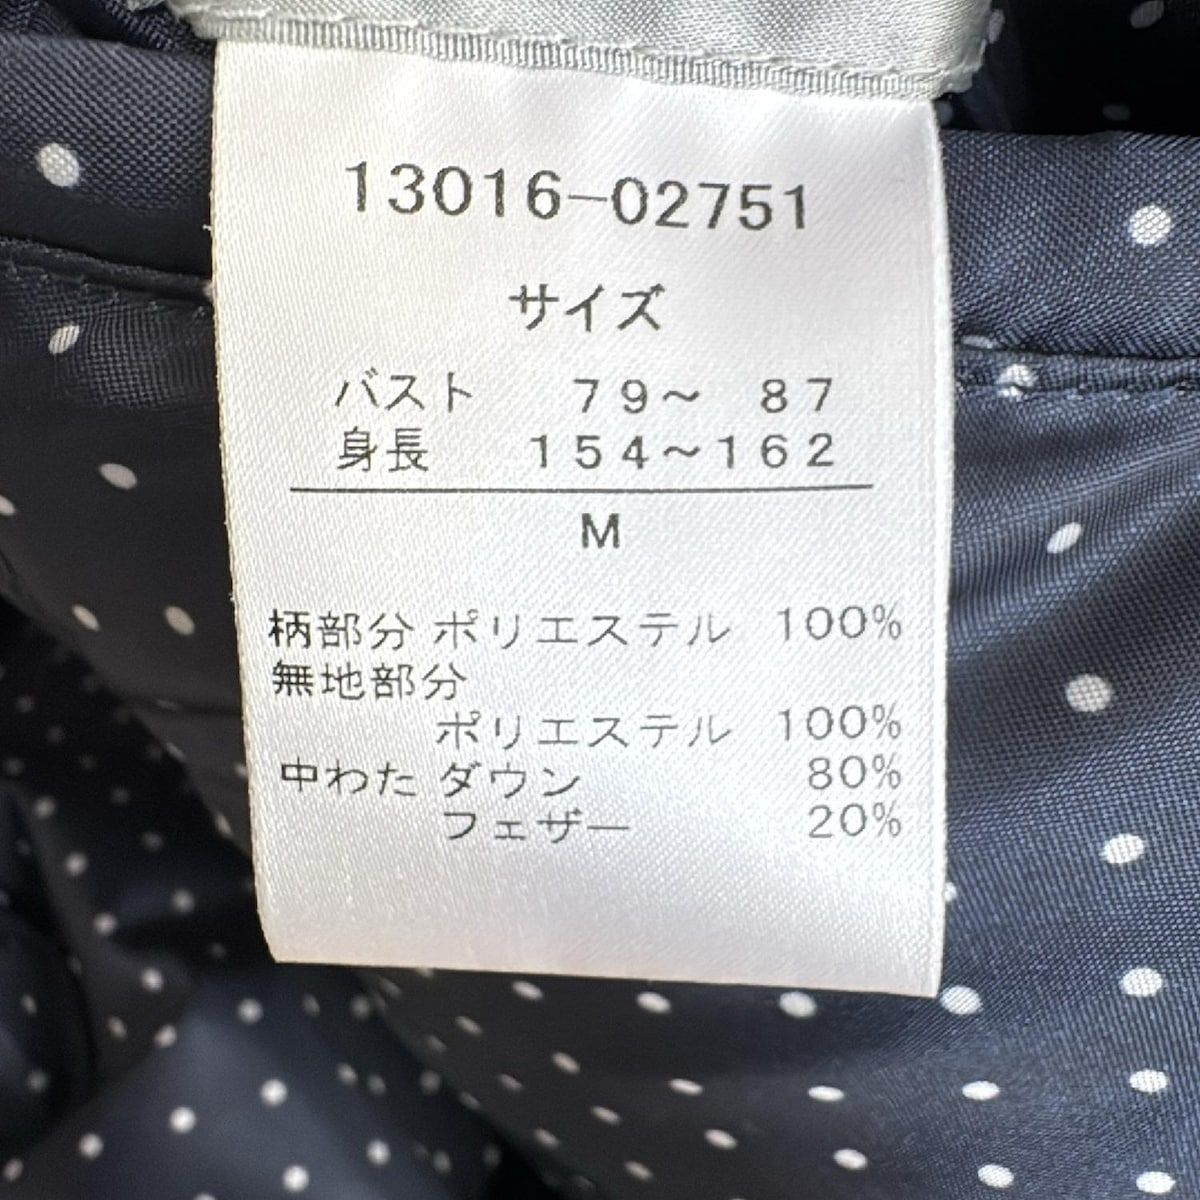 13016-02751
サイズ
バスト 79～ 87
身長 154～162
M
柄部分 ポリエステル 100%
無地部分
ポリエステル 100%
中わた ダウン 80%
フェザー 20%